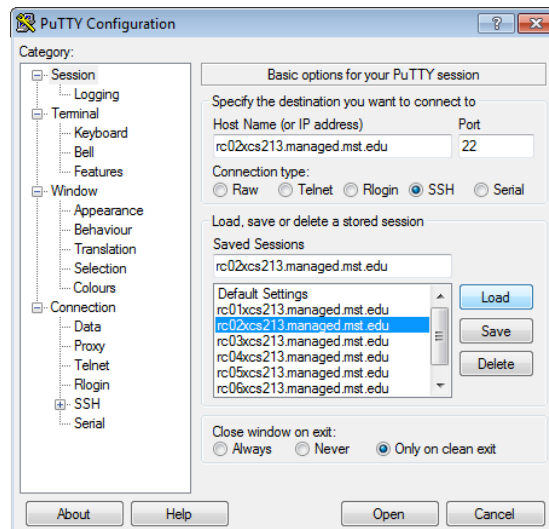 PuTTY Configuration
Category:
Session
Logging
Terminal
Keyboard
Bell
Features
Window
Appearance
Behaviour
Translation
Selection
Colours
Connection
Data
Proxy
Telnet
Rlogin
SSH
Serial
Basic options for your PuTTY session
Specify the destination you want to connect to
Host Name (or IP address) Port
rc02xcs213.managed.mst.edu 22
Connection type:
Raw Telnet Rlogin SSH Serial
Load, save or delete a stored session
Saved Sessions
rc02xcs213.managed.mst.edu
Default Settings
rc01xcs213.managed.mst.edu
rc02xcs213.managed.mst.edu
rc03xcs213.managed.mst.edu
rc04xcs213.managed.mst.edu
rc05xcs213.managed.mst.edu
rc06xcs213.managed.mst.edu
Load
Save
Delete
Close window on exit:
Always Never Only on clean exit
About Help Open Cancel